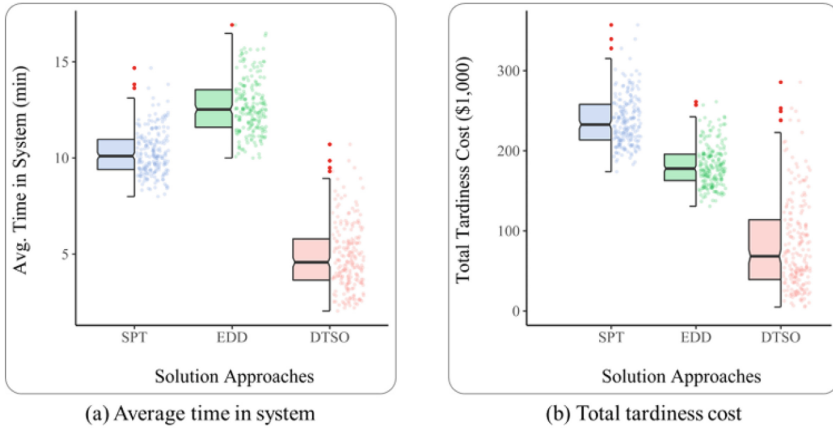 Avg. Time in System (min)
15
10
5
SPT EDD DTSO
Solution Approaches
(a) Average time in system
Total Tardiness Cost ($1,000)
300
200
100
0
SPT EDD DTSO
Solution Approaches
(b) Total tardiness cost